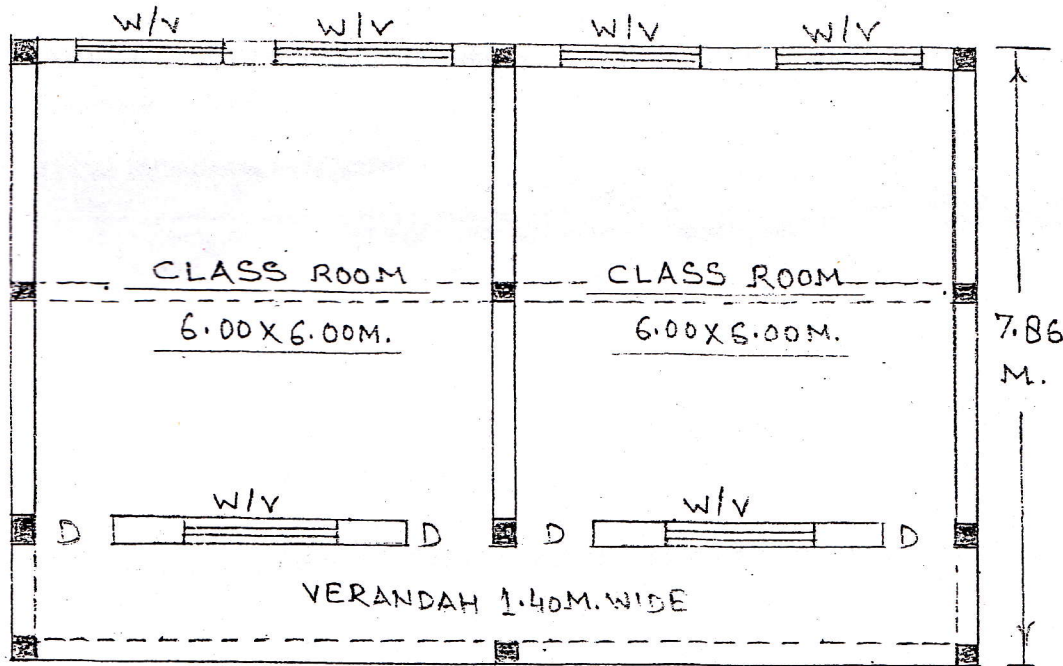 W/V W/V W/V W/V
CLASS ROOM CLASS ROOM
6.00X6.00M. 6.00X6.00M.
7.86
M.
W/V W/V
D D D D
VERANDAH 1.40M.WIDE